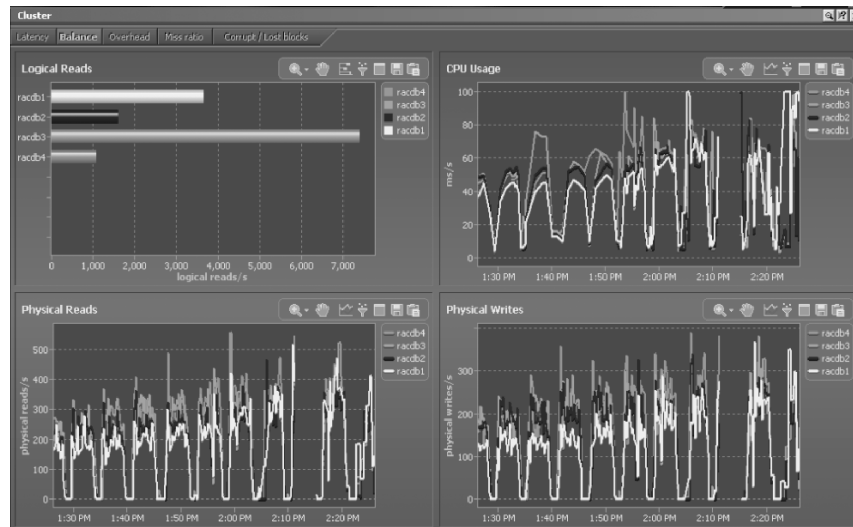 Cluster
Latency Balance Overhead Miss ratio Corrupt / Lost blocks
Logical Reads
racdb1
racdb2
racdb3
racdb4
0 1,000 2,000 3,000 4,000 5,000 6,000 7,000
logical reads/s
racdb4
racdb3
racdb2
racdb1
CPU Usage
100
80
60
40
20
0
ms/s
1:30 PM 1:40 PM 1:50 PM 2:00 PM 2:10 PM 2:20 PM
racdb4
racdb3
racdb2
racdb1
Physical Reads
500
400
300
200
100
0
physical reads/s
1:30 PM 1:40 PM 1:50 PM 2:00 PM 2:10 PM 2:20 PM
racdb4
racdb3
racdb2
racdb1
Physical Writes
300
200
100
0
physical writes/s
1:30 PM 1:40 PM 1:50 PM 2:00 PM 2:10 PM 2:20 PM
racdb4
racdb3
racdb2
racdb1